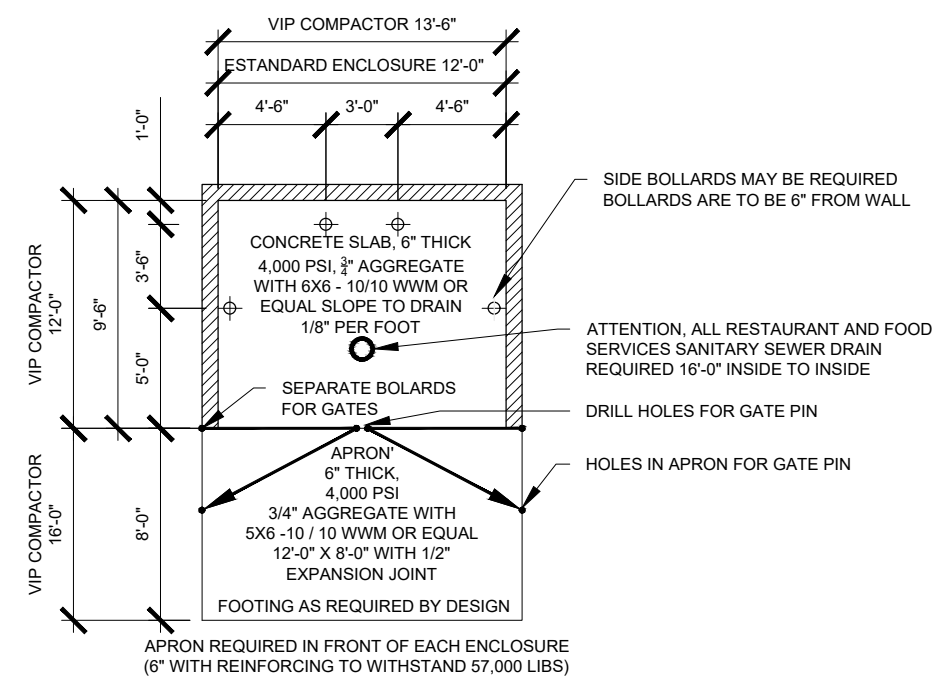 VIP COMPACTOR 13'-6"
ESTANDARD ENCLOSURE 12'-0"
4'-6"
3'-0"
4'-6"
1'-0"
VIP COMPACTOR
12'-0"
9'-6"
3'-6"
5'-0"
SIDE BOLLARDS MAY BE REQUIRED
BOLLARDS ARE TO BE 6" FROM WALL
CONCRETE SLAB, 6" THICK
4,000 PSI, 3/4" AGGREGATE
WITH 6X6 - 10/10 WWM OR
EQUAL SLOPE TO DRAIN
1/8" PER FOOT
ATTENTION, ALL RESTAURANT AND FOOD
SERVICES SANITARY SEWER DRAIN
REQUIRED 16'-0" INSIDE TO INSIDE
SEPARATE BOLARDS
FOR GATES
DRILL HOLES FOR GATE PIN
HOLES IN APRON FOR GATE PIN
VIP COMPACTOR
16'-0"
8'-0"
APRON'
6" THICK,
4,000 PSI
3/4" AGGREGATE WITH
5X6 -10 / 10 WWM OR EQUAL
12'-0" X 8'-0" WITH 1/2"
EXPANSION JOINT
FOOTING AS REQUIRED BY DESIGN
APRON REQUIRED IN FRONT OF EACH ENCLOSURE
(6" WITH REINFORCING TO WITHSTAND 57,000 LIBS)